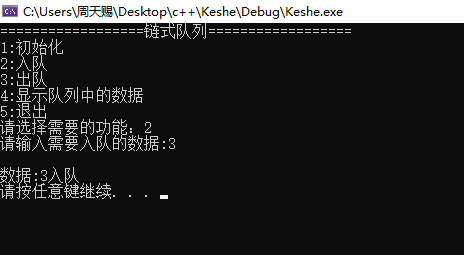 C:\Users\周天赐\Desktop\c++\Keshe\Debug\Keshe.exe
==================链式队列==================
1:初始化
2:入队
3:出队
4:显示队列中的数据
5:退出
请选择需要的功能：2
请输入需要入队的数据:3
数据:3入队
请按任意键继续. . .